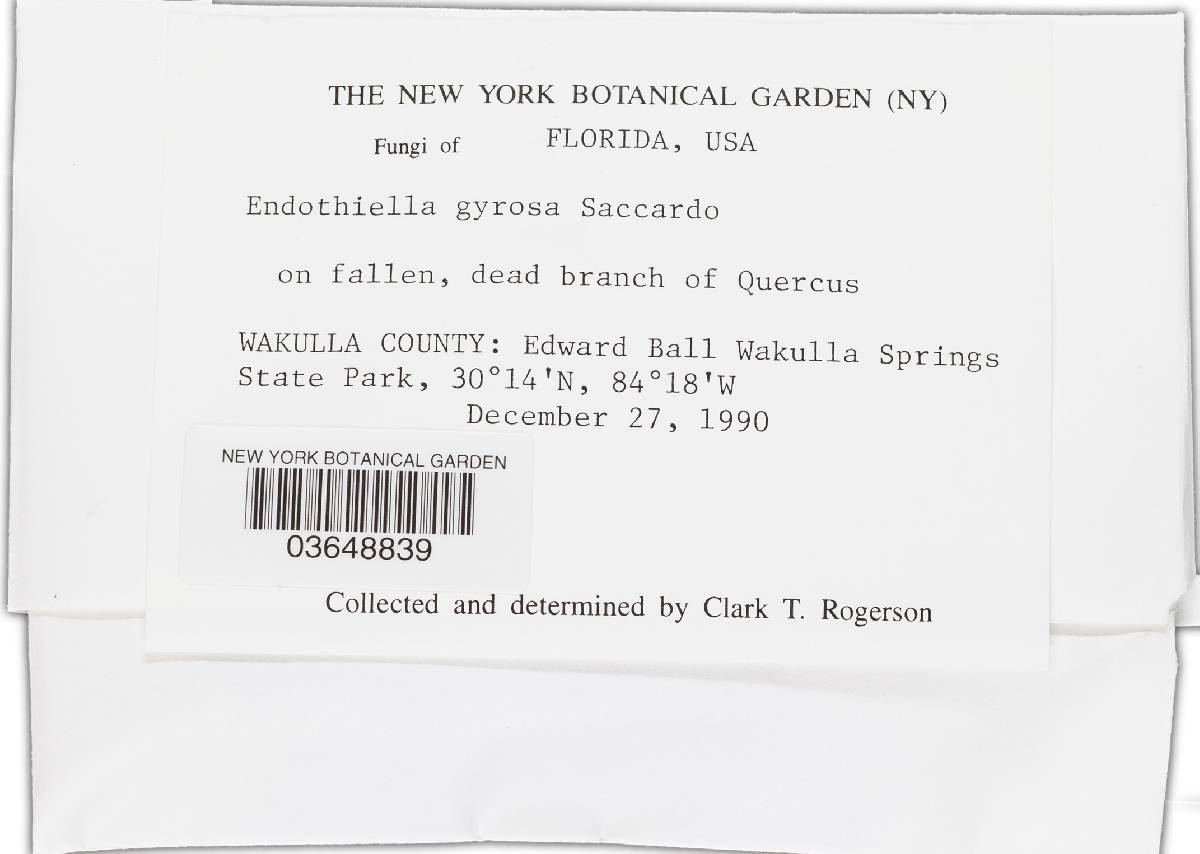 THE NEW YORK BOTANICAL GARDEN (NY)
Fungi of FLORIDA, USA
Endothiella gyrosa Saccardo
on fallen, dead branch of Quercus
WAKULLA COUNTY: Edward Ball Wakulla Springs
State Park, 30°14'N, 84°18'W
December 27, 1990
NEW YORK BOTANICAL GARDEN
03648839
Collected and determined by Clark T. Rogerson